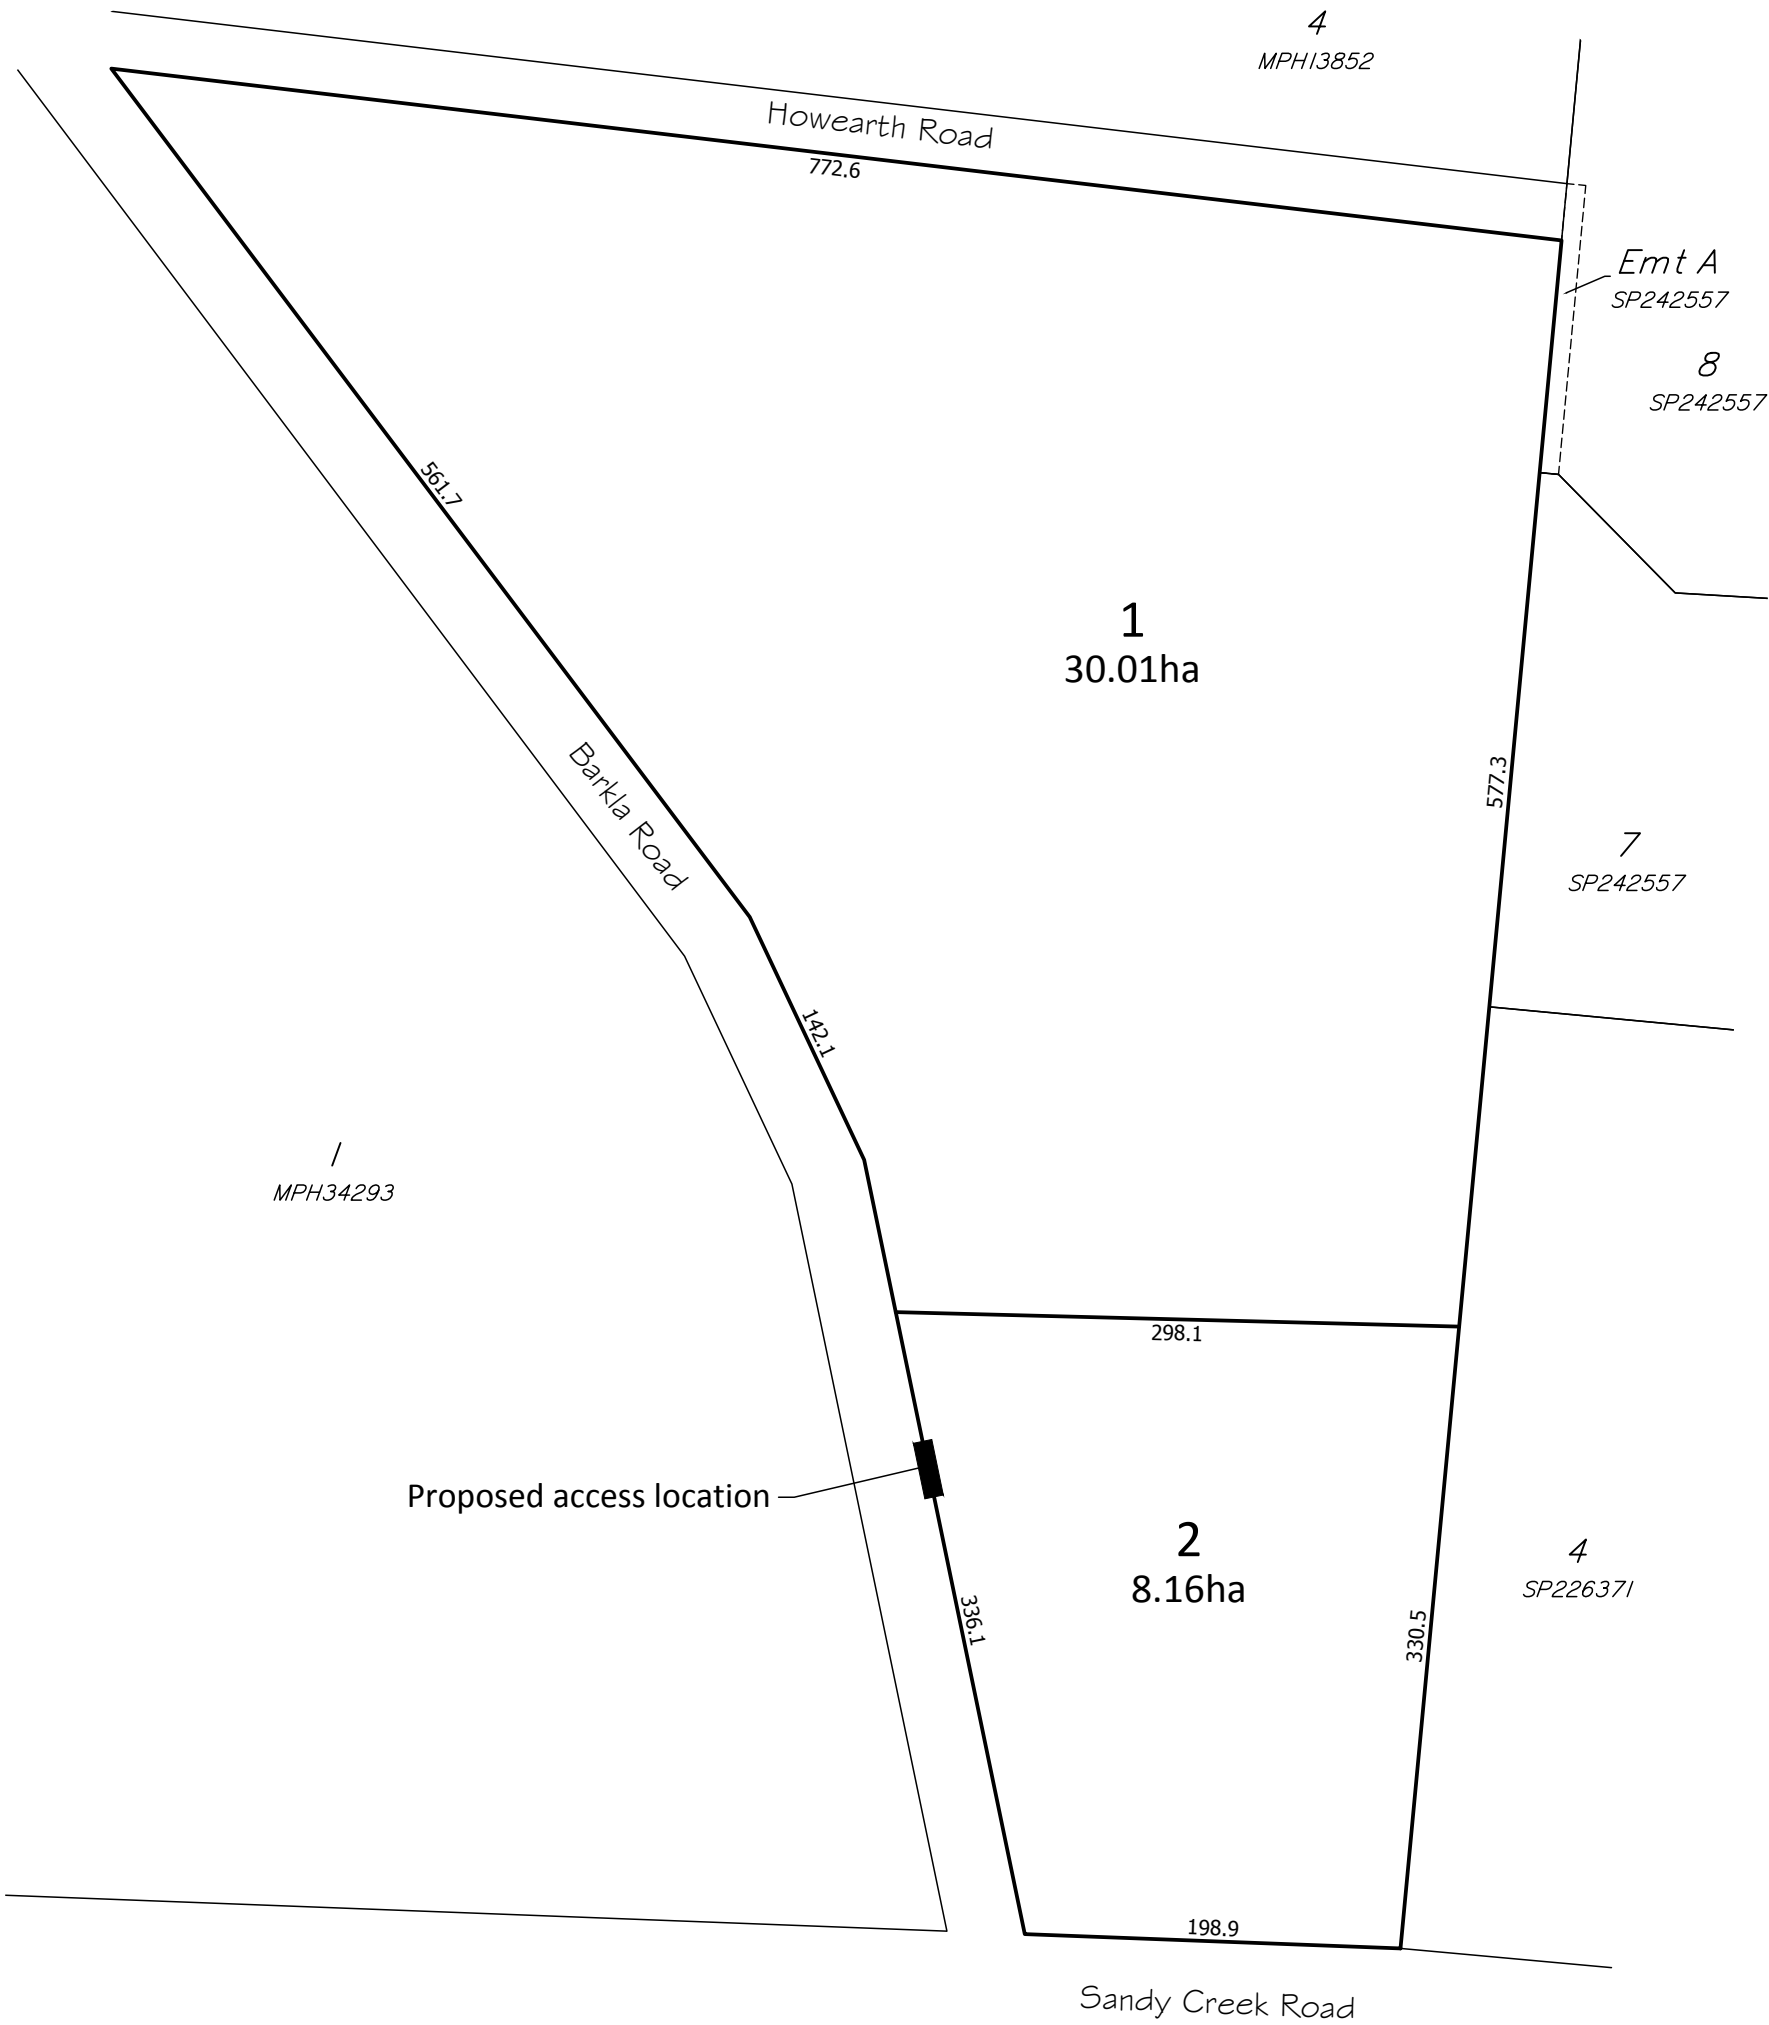 4
MPH13852
Howearth Road
772.6
Emt A
SP242557
8
SP242557
561.7
1
30.01ha
Barkla Road
577.3
7
SP242557
142.1
1
MPH34293
298.1
Proposed access location
2
8.16ha
4
SP226371
336.1
330.5
198.9
Sandy Creek Road